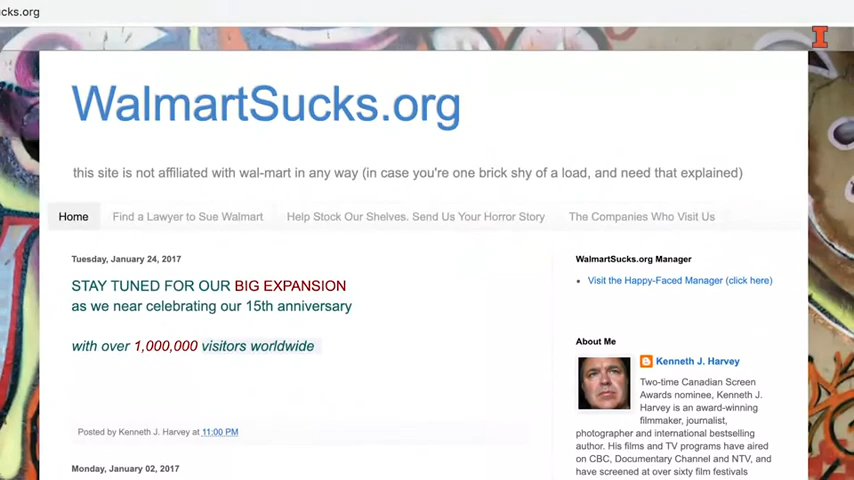 cks.org
I
WalmartSucks.org
this site is not affiliated with wal-mart in any way (in case you're one brick shy of a load, and need that explained)
Home Find a Lawyer to Sue Walmart Help Stock Our Shelves. Send Us Your Horror Story The Companies Who Visit Us
Tuesday, January 24, 2017
STAY TUNED FOR OUR BIG EXPANSION
as we near celebrating our 15th anniversary
with over 1,000,000 visitors worldwide
Posted by Kenneth J. Harvey at 11:00 PM
Monday, January 02, 2017
WalmartSucks.org Manager
Visit the Happy-Faced Manager (click here)
About Me
Kenneth J. Harvey
Two-time Canadian Screen
Awards nominee, Kenneth J.
Harvey is an award-winning
filmmaker, journalist,
photographer and international bestselling
author. His films and TV programs have aired
on CBC, Documentary Channel and NTV, and
have screened at over sixty film festivals